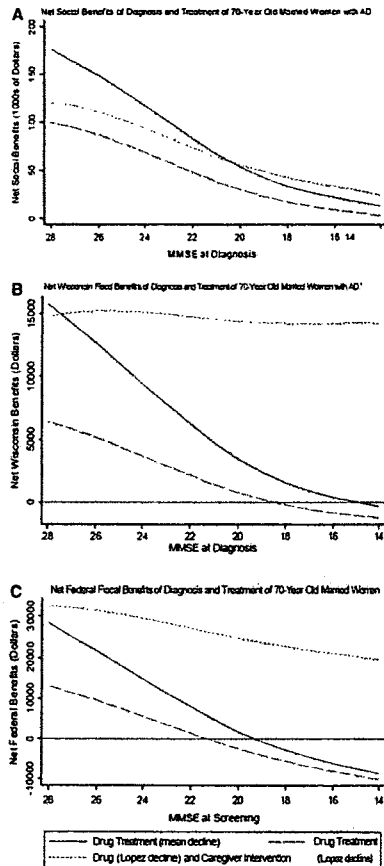 A
Net Social Benefits of Diagnosis and Treatment of 70-Year Old Married Women with AD
Net Social Benefits (1000s of Dollars)
200
150
100
50
0
28 26 24 22 20 18 16 14
MMSE at Diagnosis
B
Net Wisconsin Fiscal Benefits of Diagnosis and Treatment of 70-Year Old Married Women with AD
Net Wisconsin Benefits (Dollars)
15000
10000
5000
0
28 26 24 22 20 18 16 14
MMSE at Diagnosis
C
Net Federal Fiscal Benefits of Diagnosis and Treatment of 70-Year Old Married Women
Net Federal Benefits (Dollars)
30000
20000
10000
0
-10000
28 26 24 22 20 18 16 14
MMSE at Screening
Drug Treatment (mean decline) Drug Treatment
Drug (Lopez decline) and Caregiver Intervention (Lopez decline)